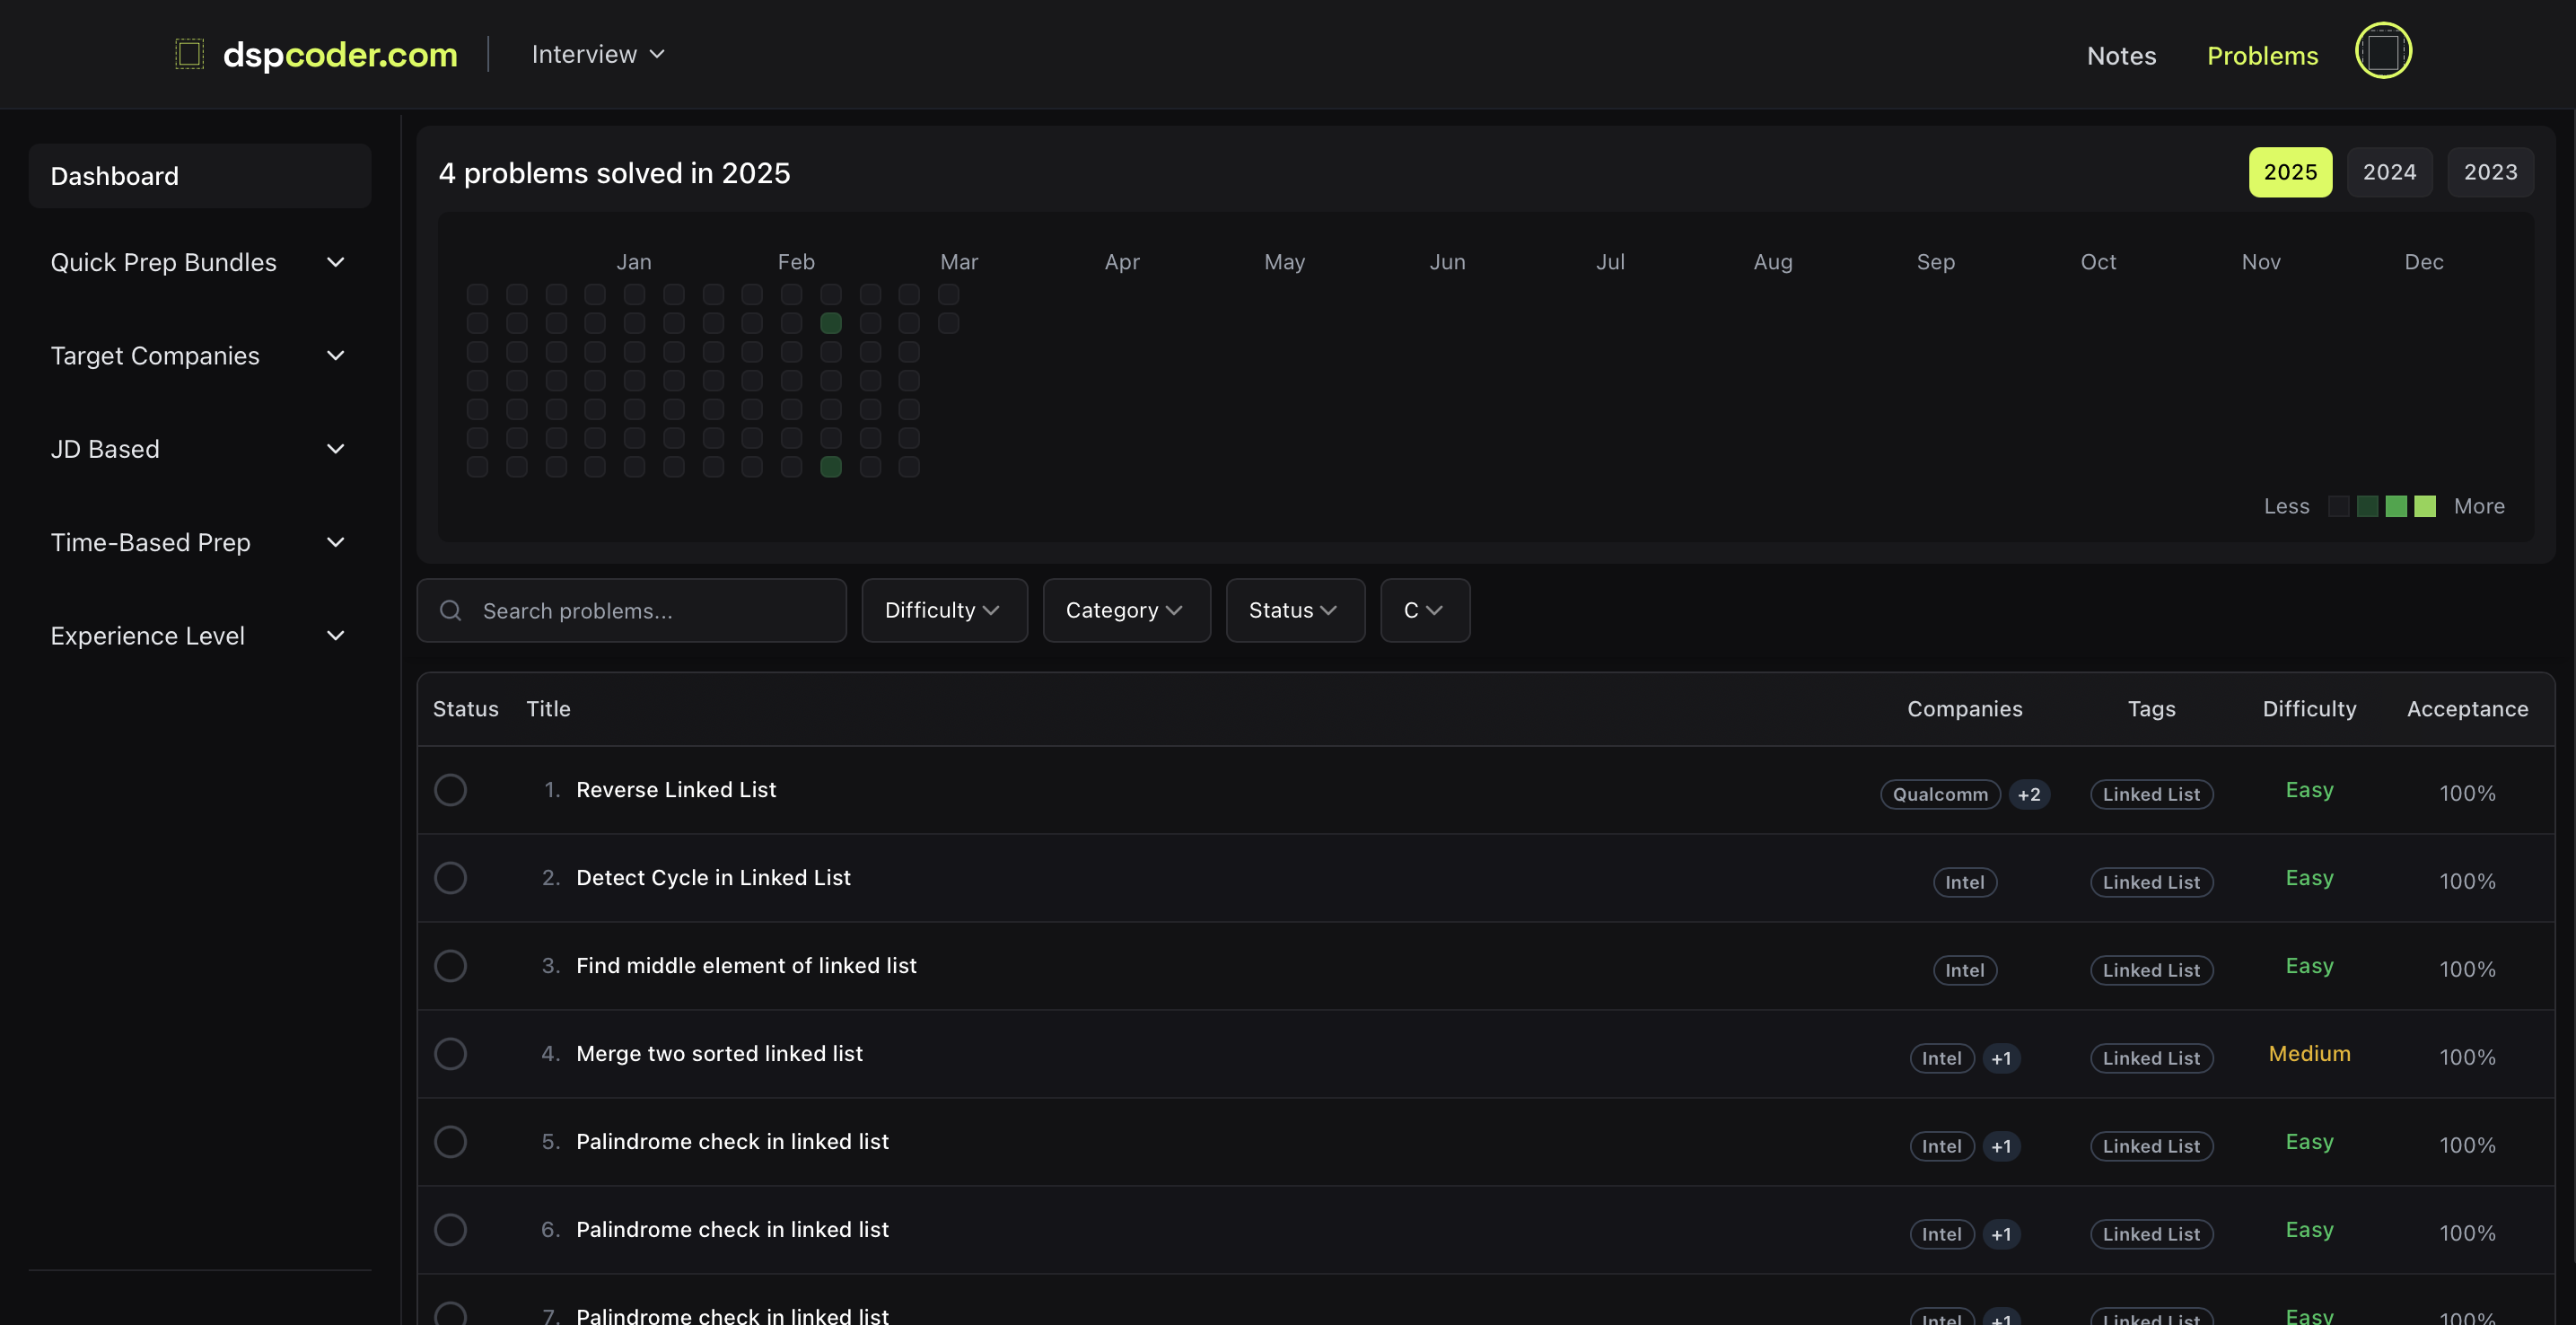 dspcoder.com
Interview
Notes
Problems
Dashboard
Quick Prep Bundles
Target Companies
JD Based
Time-Based Prep
Experience Level
4 problems solved in 2025
2025 2024 2023
Jan Feb Mar Apr May Jun Jul Aug Sep Oct Nov Dec
Less More
Search problems...
Difficulty
Category
Status
C
Status Title Companies Tags Difficulty Acceptance
1. Reverse Linked List Qualcomm +2 Linked List Easy 100%
2. Detect Cycle in Linked List Intel Linked List Easy 100%
3. Find middle element of linked list Intel Linked List Easy 100%
4. Merge two sorted linked list Intel +1 Linked List Medium 100%
5. Palindrome check in linked list Intel +1 Linked List Easy 100%
6. Palindrome check in linked list Intel +1 Linked List Easy 100%
7. Palindrome check in linked list Intel +1 Linked List Easy 100%